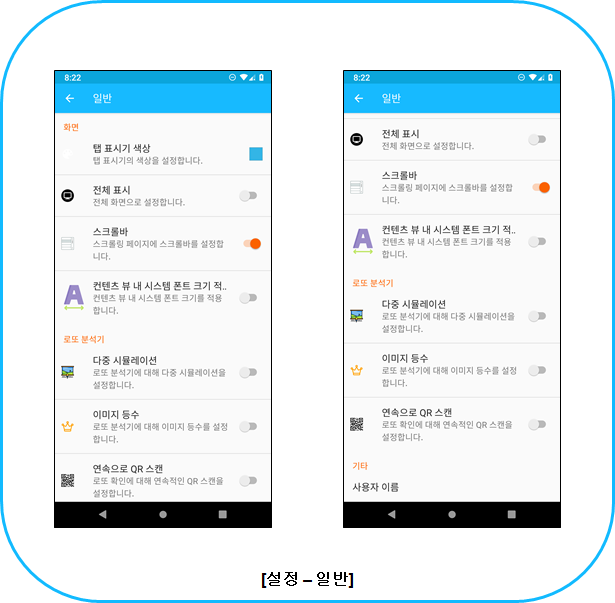 8:22
일반
화면
탭 표시기 색상
탭 표시기의 색상을 설정합니다.
전체 표시
전체 화면으로 설정합니다.
스크롤바
스크롤링 페이지에 스크롤바를 설정합
니다.
컨텐츠 뷰 내 시스템 폰트 크기 적..
컨텐츠 뷰 내 시스템 폰트 크기를 적용
합니다.
로또 분석기
다중 시뮬레이션
로또 분석기에 대해 다중 시뮬레이션을
설정합니다.
이미지 등수
로또 분석기에 대해 이미지 등수를 설정
합니다.
연속으로 QR 스캔
로또 확인에 대해 연속적인 QR 스캔을
설정합니다.
8:22
일반
전체 표시
전체 화면으로 설정합니다.
스크롤바
스크롤링 페이지에 스크롤바를 설정합
니다.
컨텐츠 뷰 내 시스템 폰트 크기 적..
컨텐츠 뷰 내 시스템 폰트 크기를 적용
합니다.
로또 분석기
다중 시뮬레이션
로또 분석기에 대해 다중 시뮬레이션을
설정합니다.
이미지 등수
로또 분석기에 대해 이미지 등수를 설정
합니다.
연속으로 QR 스캔
로또 확인에 대해 연속적인 QR 스캔을
설정합니다.
기타
사용자 이름
[설정 – 일반]